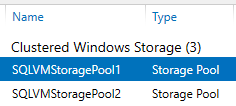 Name Type
Clustered Windows Storage (3)
SQLVMStoragePool1 Storage Pool
SQLVMStoragePool2 Storage Pool